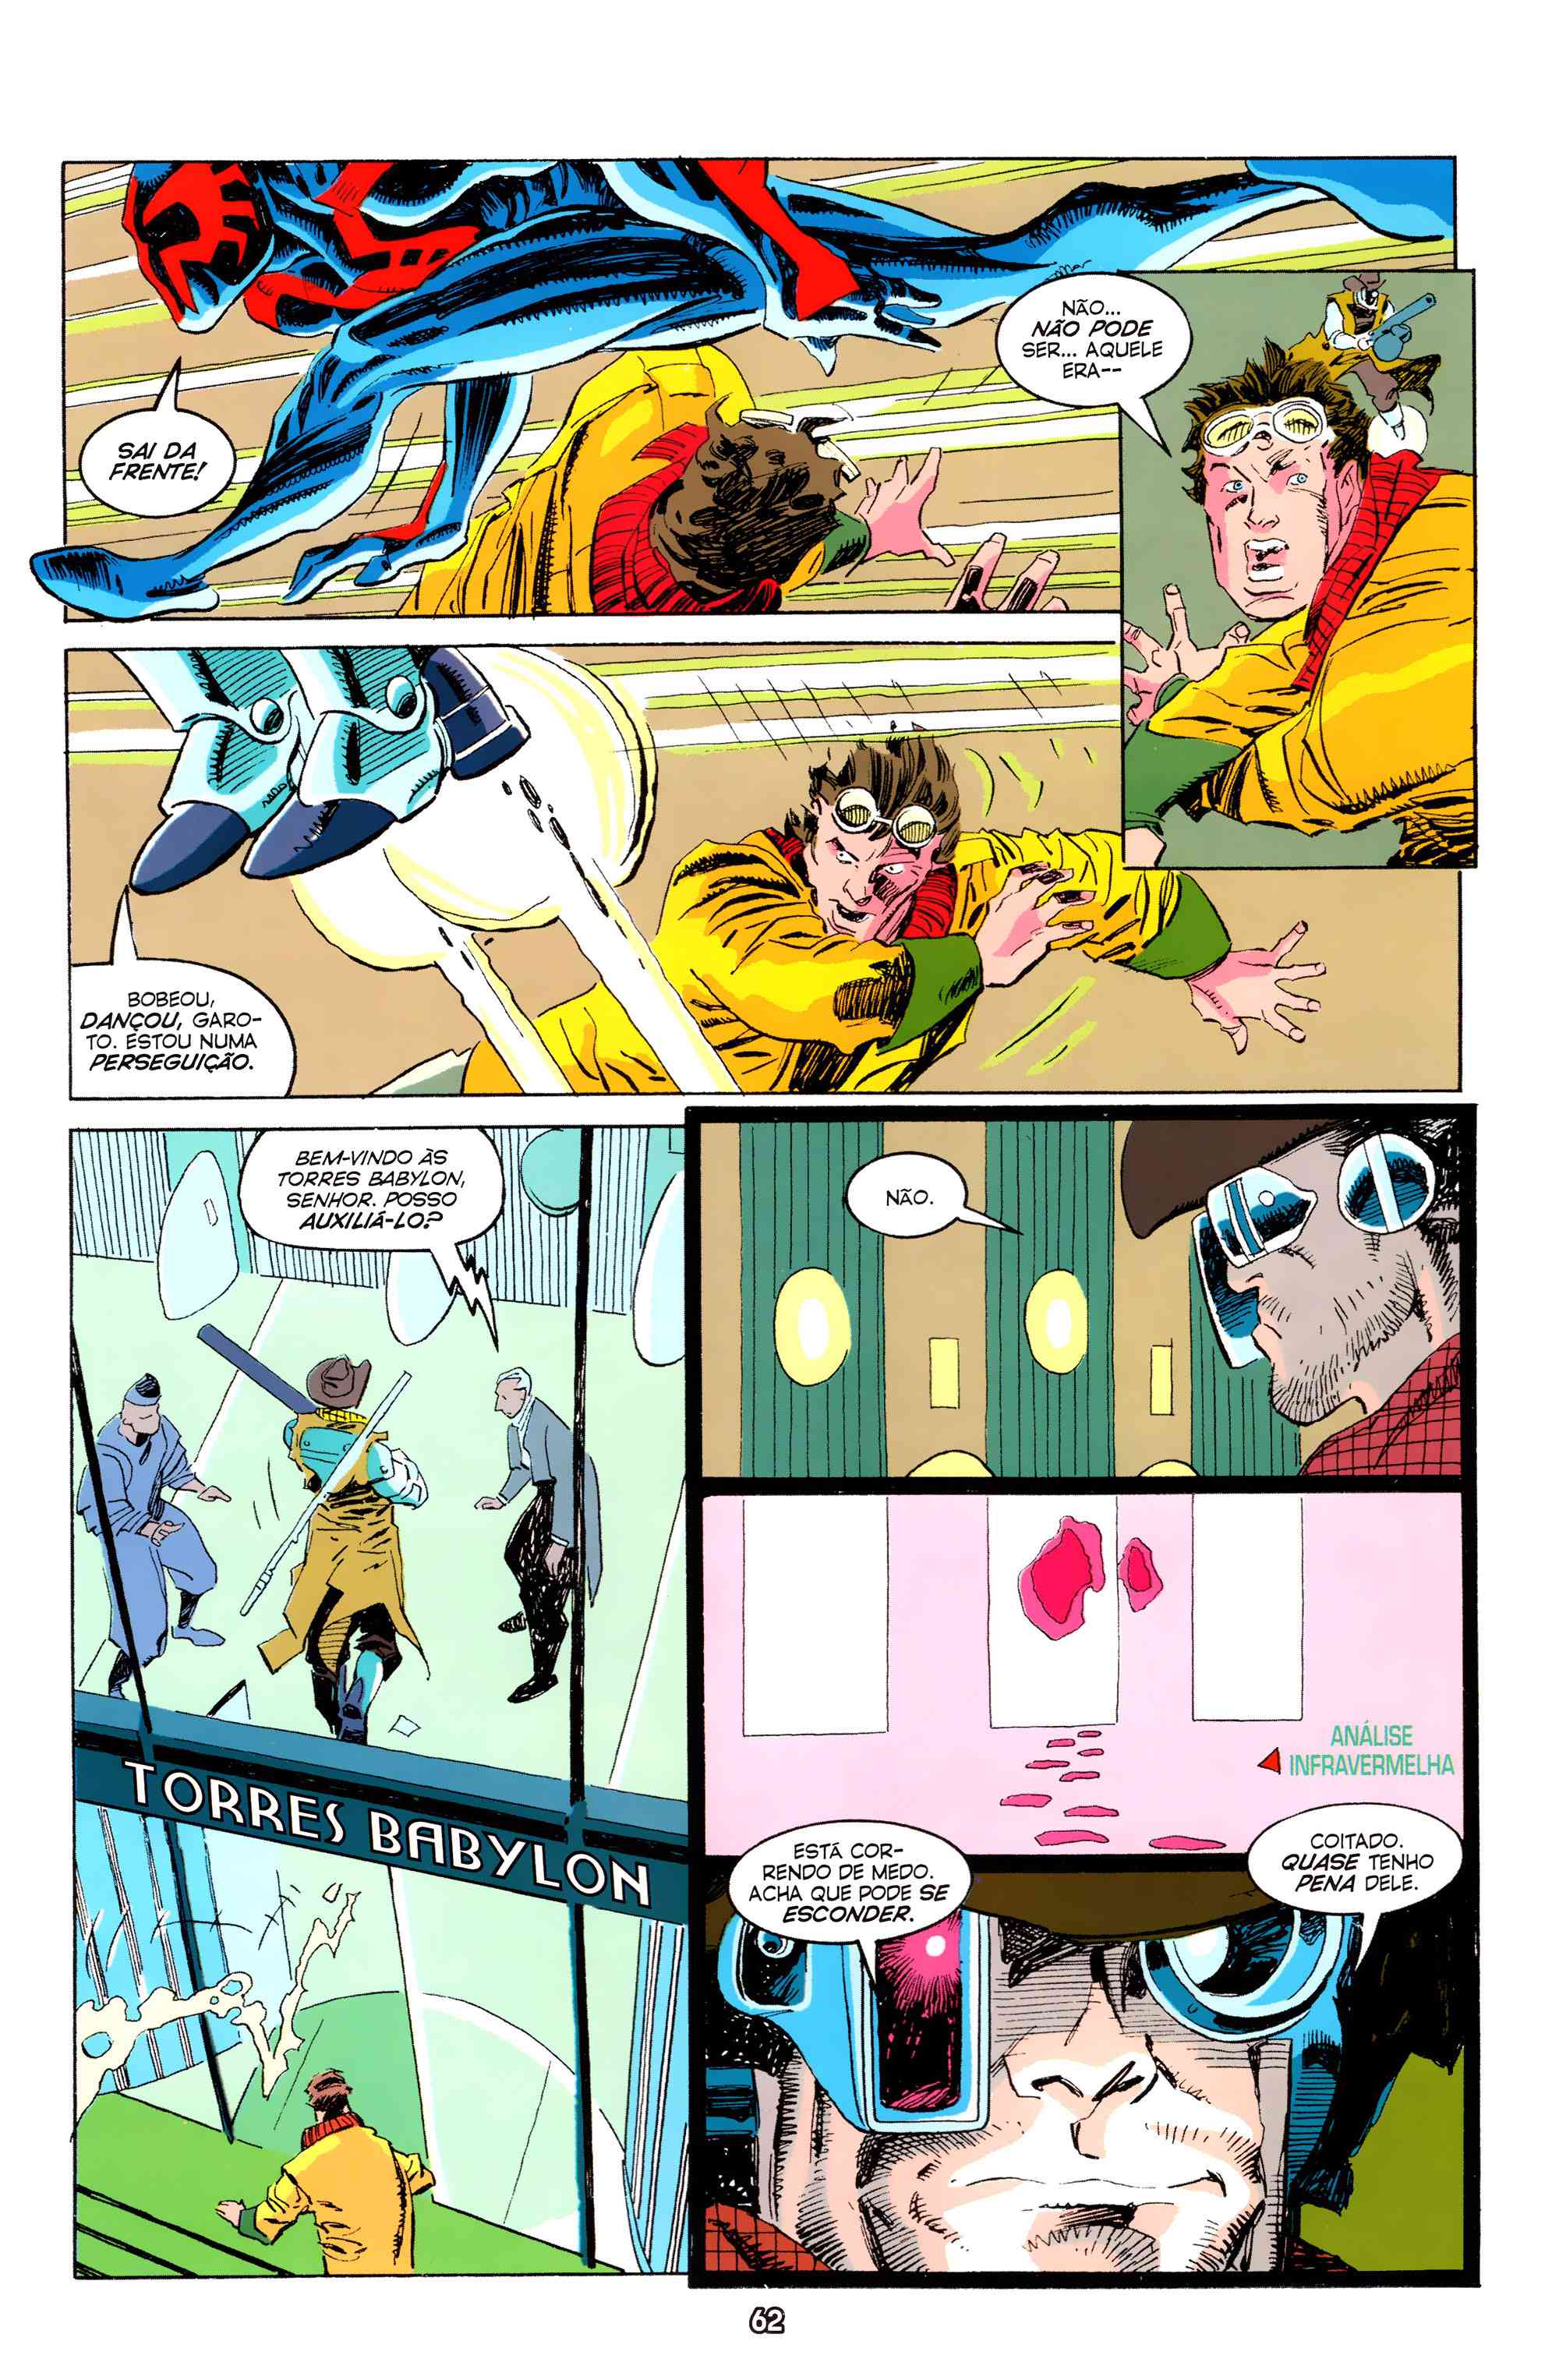 SAI DA
FRENTE!
NÃO...
NÃO PODE
SER... AQUELE
ERA--
BOBEOU,
DANÇOU, GARO-
TO. ESTOU NUMA
PERSEGUIÇÃO.
BEM-VINDO ÀS
TORRES BABYLON,
SENHOR. POSSO
AUXILIÁ-LO?
TORRES BABYLON
NÃO.
ANÁLISE
INFRAVERMELHA
ESTÁ COR-
RENDO DE MEDO.
ACHA QUE PODE SE
ESCONDER.
COITADO.
QUASE TENHO
PENA DELE.
62